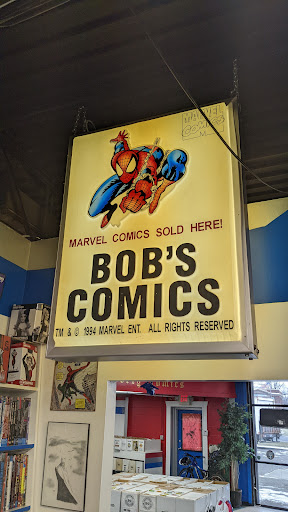 MARVEL COMICS SOLD HERE!
BOB'S
COMICS
TM & © 1994 MARVEL ENT. ALL RIGHTS RESERVED